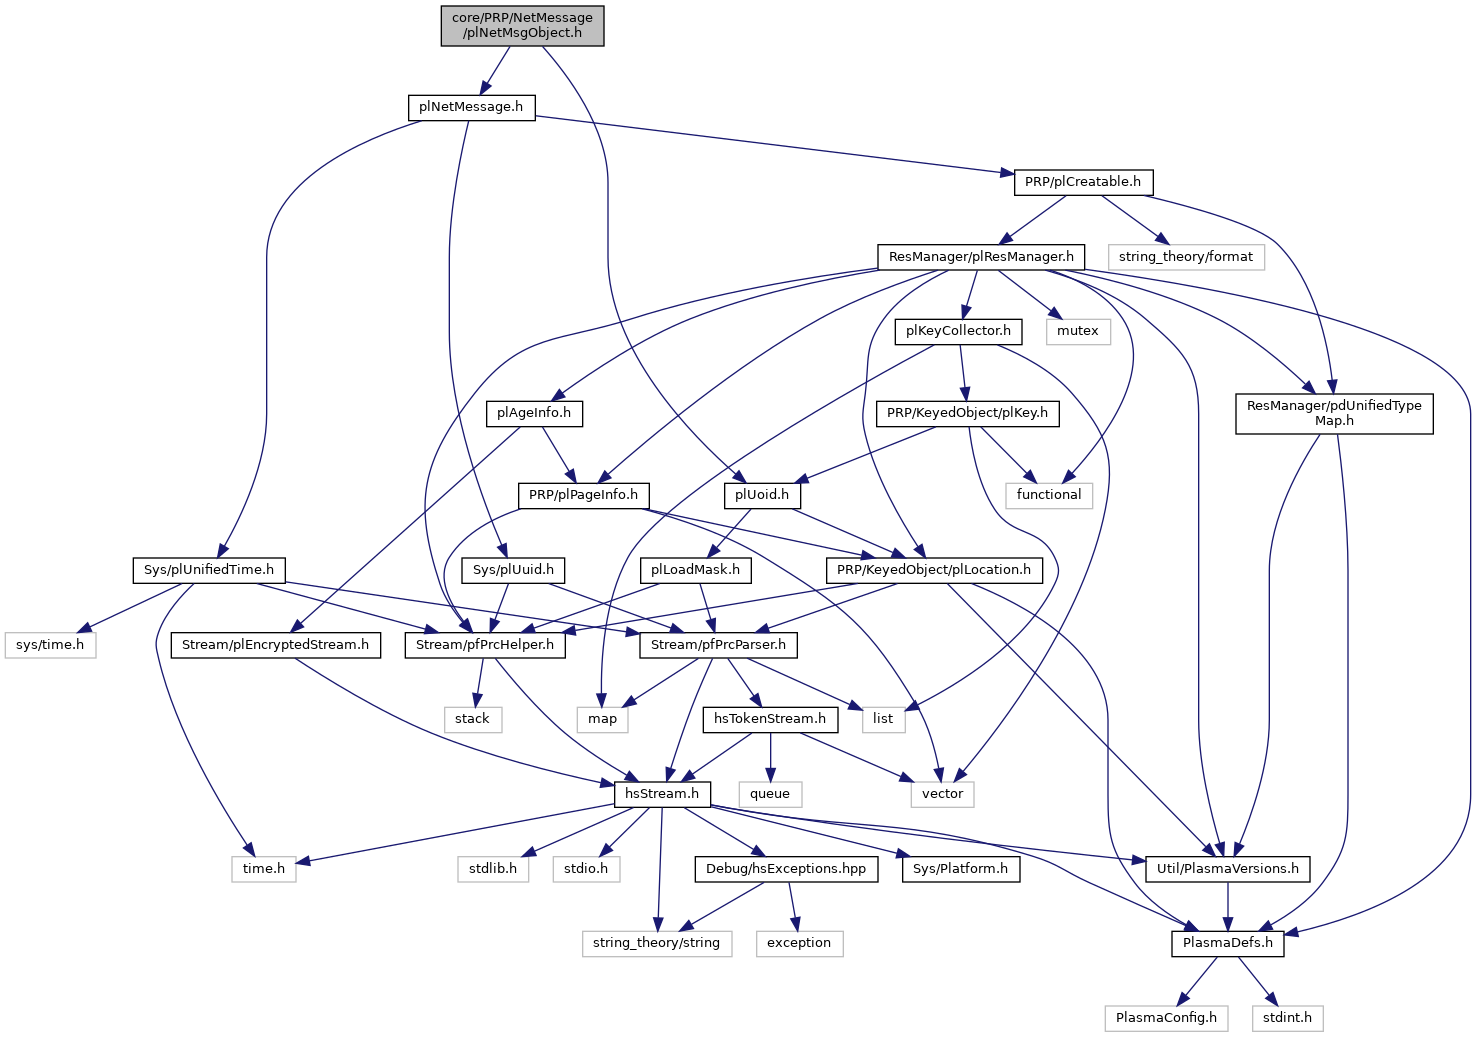 core/PRP/NetMessage
/plNetMsgObject.h
plNetMessage.h
PRP/plCreatable.h
ResManager/plResManager.h
string_theory/format
plKeyCollector.h
mutex
plAgeInfo.h
PRP/KeyedObject/plKey.h
ResManager/pdUnifiedType
Map.h
PRP/plPageInfo.h
plUoid.h
functional
Sys/plUnifiedTime.h
Sys/plUuid.h
plLoadMask.h
PRP/KeyedObject/plLocation.h
sys/time.h
Stream/plEncryptedStream.h
Stream/pfPrcHelper.h
Stream/pfPrcParser.h
stack
map
hsTokenStream.h
list
hsStream.h
queue
vector
time.h
stdlib.h
stdio.h
Debug/hsExceptions.hpp
Sys/Platform.h
Util/PlasmaVersions.h
string_theory/string
exception
PlasmaDefs.h
PlasmaConfig.h
stdint.h